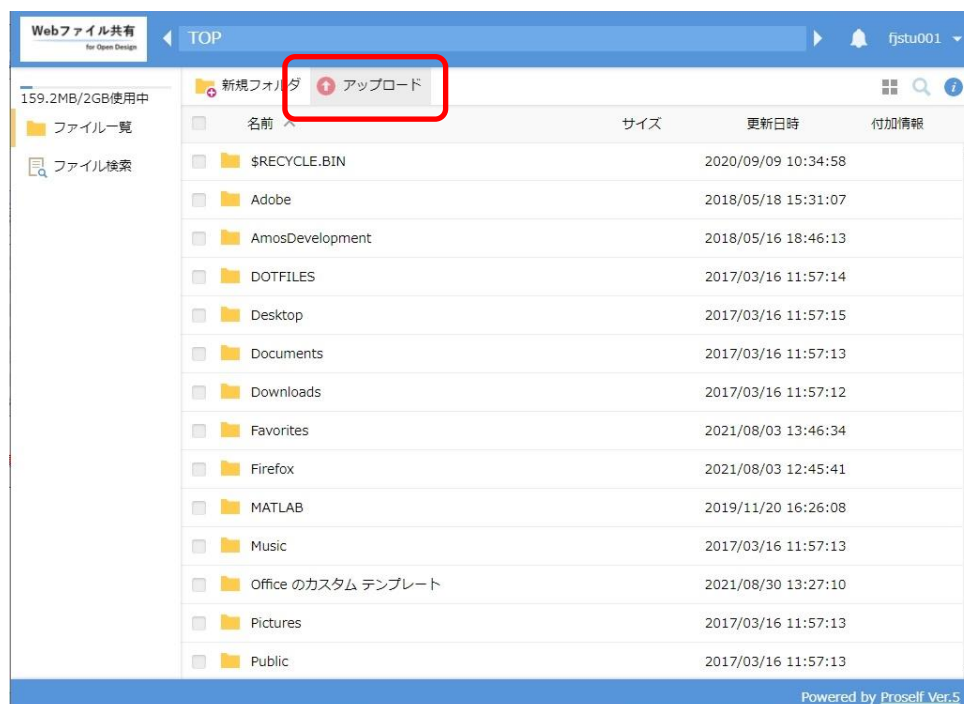 Webファイル共有
for Open Design
TOP
fjstu001
159.2MB/2GB使用中
ファイル一覧
ファイル検索
新規フォルダ アップロード
名前 サイズ 更新日時 付加情報
$RECYCLE.BIN 2020/09/09 10:34:58
Adobe 2018/05/18 15:31:07
AmosDevelopment 2018/05/16 18:46:13
DOTFILES 2017/03/16 11:57:14
Desktop 2017/03/16 11:57:15
Documents 2017/03/16 11:57:13
Downloads 2017/03/16 11:57:12
Favorites 2021/08/03 13:46:34
Firefox 2021/08/03 12:45:41
MATLAB 2019/11/20 16:26:08
Music 2017/03/16 11:57:13
Office のカスタム テンプレート 2021/08/30 13:27:10
Pictures 2017/03/16 11:57:13
Public 2017/03/16 11:57:13
Powered by Proself Ver.5